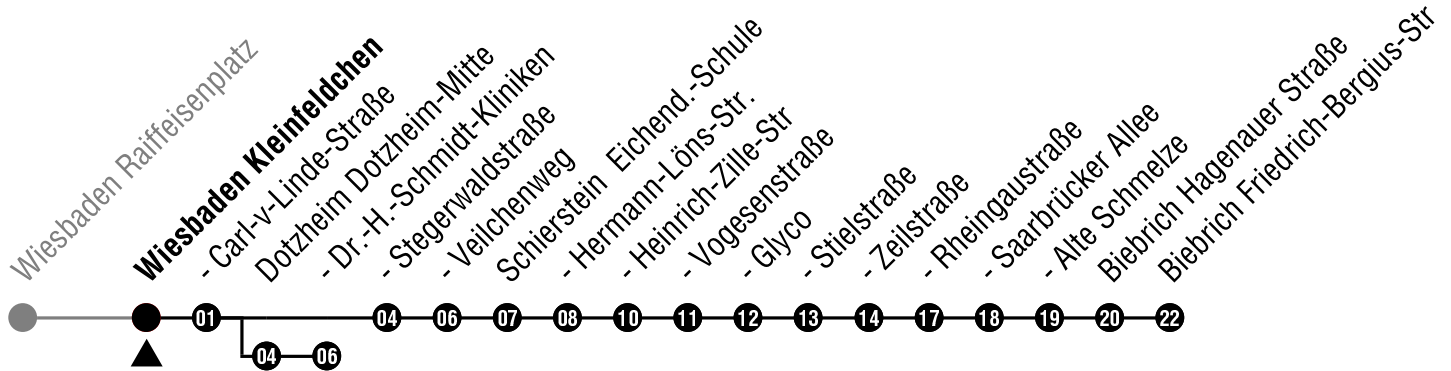 Wiesbaden Raiffeisenplatz
Wiesbaden Kleinfeldchen
- Carl-v-Linde-Straße
Dotzheim Dotzheim-Mitte
- Dr.-H.-Schmidt-Kliniken
- Stegerwaldstraße
- Veilchenweg
Schierstein Eichend.-Schule
- Hermann-Löns-Str.
- Heinrich-Zille-Str
- Vogesenstraße
- Glyco
- Stielstraße
- Zeilstraße
- Rheingaustraße
- Saarbrücker Allee
- Alte Schmelze
Biebrich Hagenauer Straße
Biebrich Friedrich-Bergius-Str
01 04 06 07 08 10 11 12 13 14 17 18 19 20 22
04 06